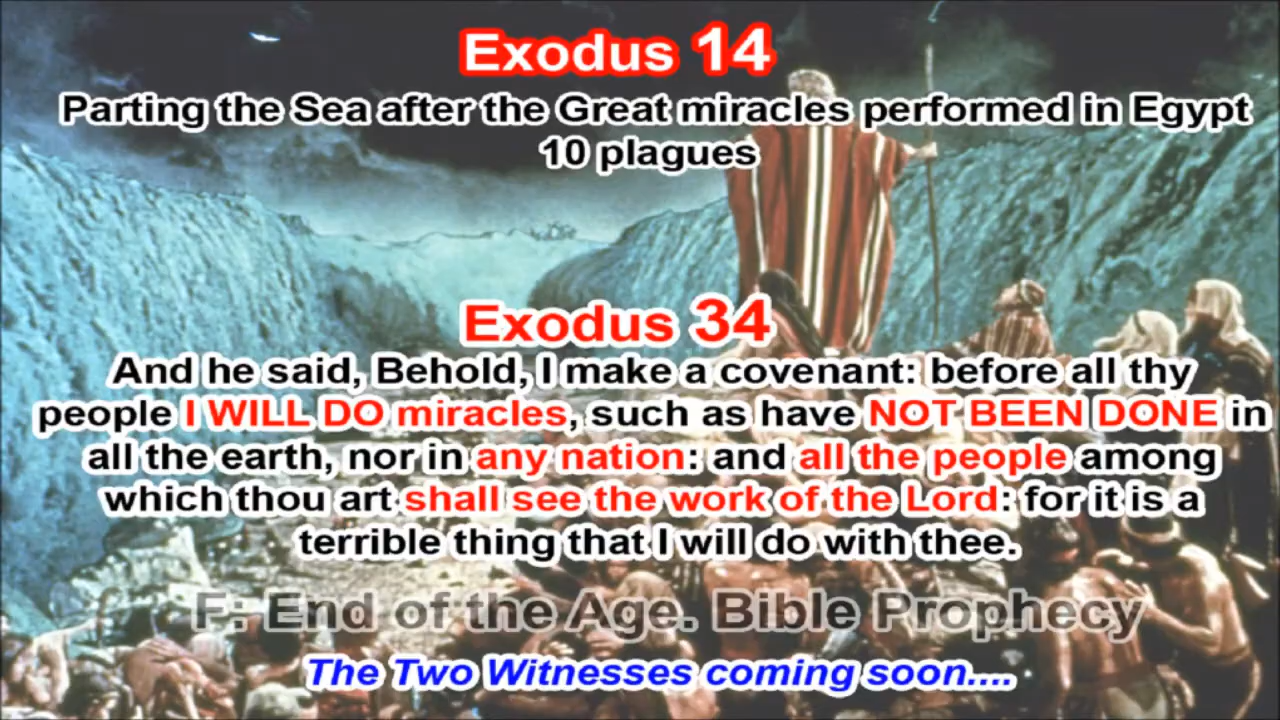 Exodus 14
Parting the Sea after the Great miracles performed in Egypt
10 plagues
Exodus 34
And he said, Behold, I make a covenant: before all thy
people I WILL DO miracles, such as have NOT BEEN DONE in
all the earth, nor in any nation: and all the people among
which thou art shall see the work of the Lord: for it is a
terrible thing that I will do with thee.
F: End of the Age. Bible Prophecy
The Two Witnesses coming soon....